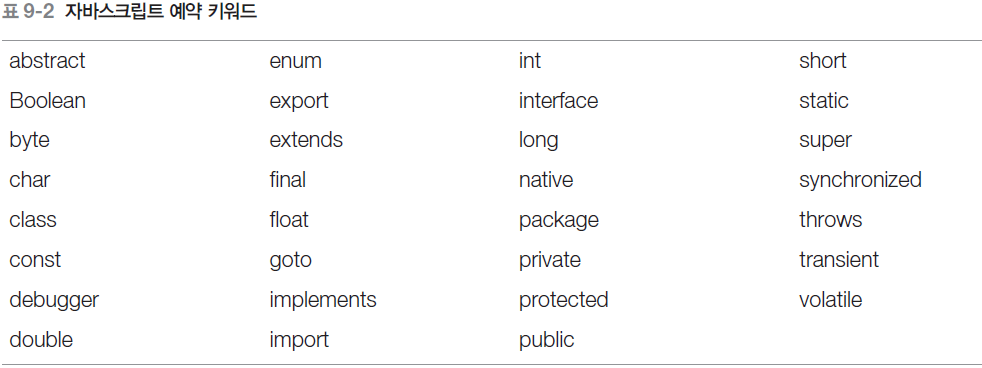 표 9-2 자바스크립트 예약 키워드
abstract enum int short
Boolean export interface static
byte extends long super
char final native synchronized
class float package throws
const goto private transient
debugger implements protected volatile
double import public